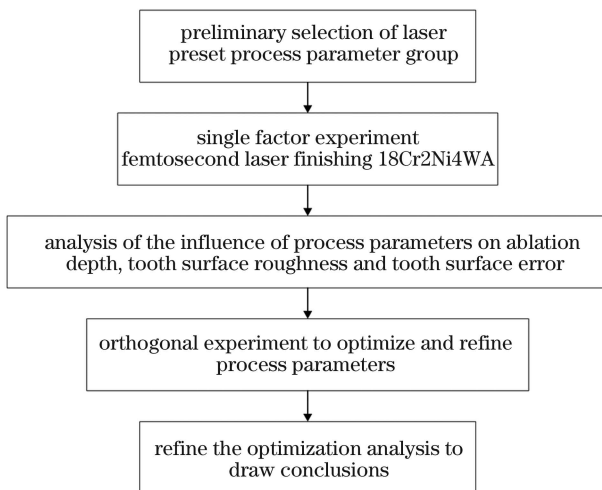 preliminary selection of laser
preset process parameter group
single factor experiment
femtosecond laser finishing 18Cr2Ni4WA
analysis of the influence of process parameters on ablation
depth, tooth surface roughness and tooth surface error
orthogonal experiment to optimize and refine
process parameters
refine the optimization analysis to
draw conclusions